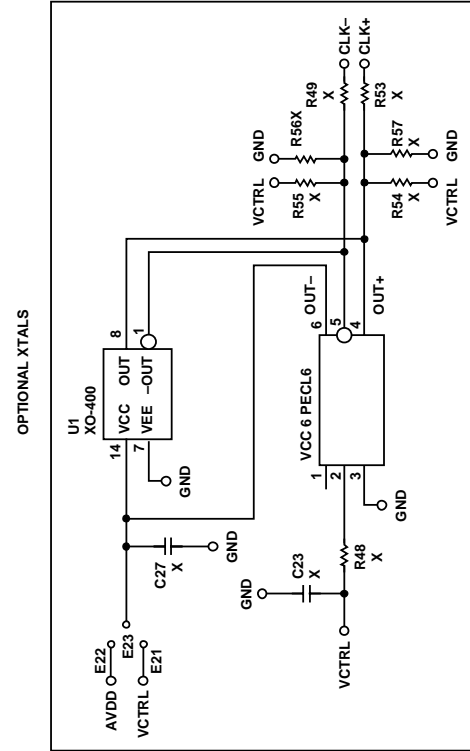 OPTIONAL XTALS
U1
XO-400
14 VCC OUT 8
7 VEE –OUT 1
GND
E22
AVDD
E23
VCTRL
E21
C27
X
GND
GND
C23
X
VCTRL
R48
X
GND
VCC 6 PECL6
1
2
3
6
5
4
OUT–
OUT+
VCTRL
GND
R55
X
R56X
R49
X
CLK–
CLK+
R53
X
R54
X
R57
X
VCTRL
GND